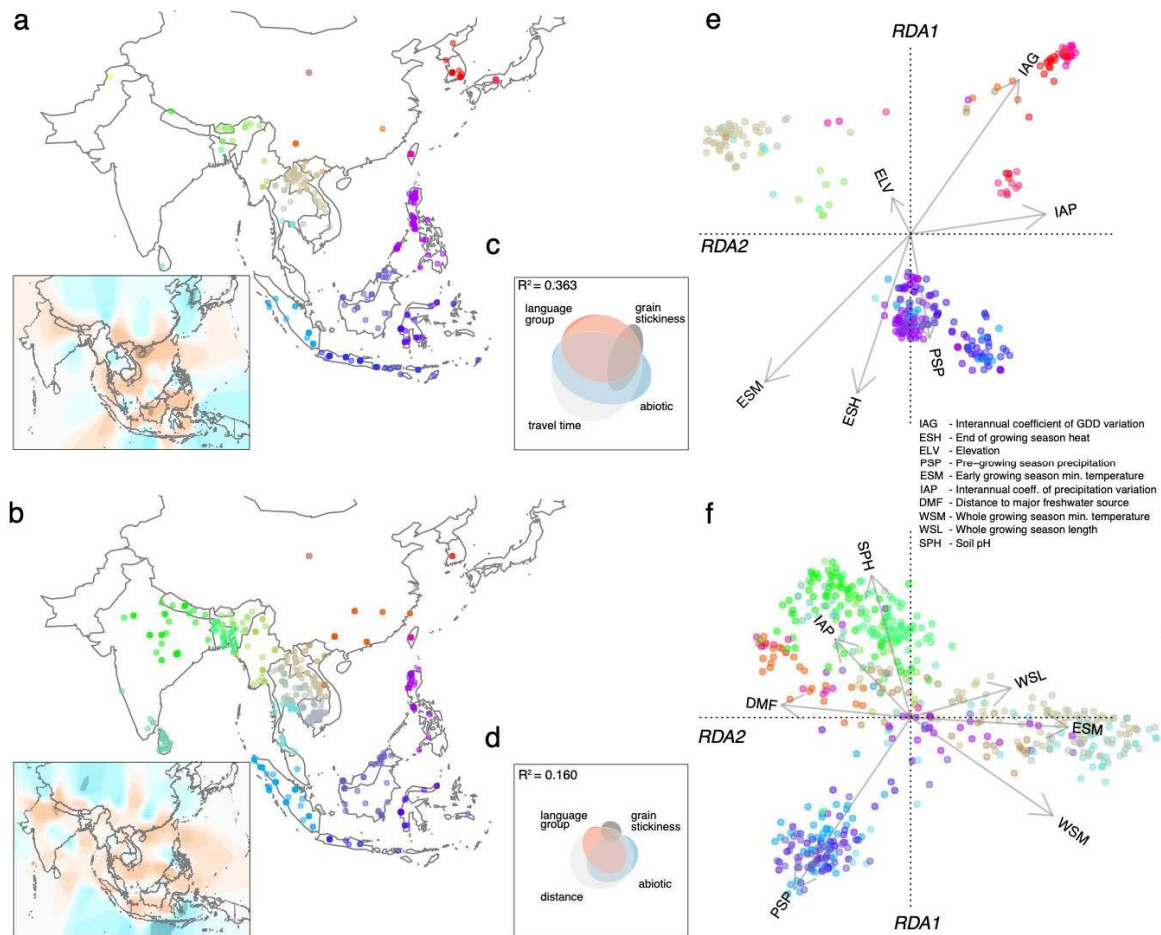 a
c
R² = 0.363
language
group
grain
stickiness
abiotic
travel time
e
RDA1
IAG
ELV
IAP
RDA2
ESM
ESH
PSP
IAG - Interannual coefficient of GDD variation
ESH - End of growing season heat
ELV - Elevation
PSP - Pre-growing season precipitation
ESM - Early growing season min. temperature
IAP - Interannual coeff. of precipitation variation
DMF - Distance to major freshwater source
WSM - Whole growing season min. temperature
WSL - Whole growing season length
SPH - Soil pH
b
d
R² = 0.160
language
group
grain
stickiness
abiotic
distance
f
SPH
IAP
WSL
DMF
ESM
RDA2
WSM
PSP
RDA1